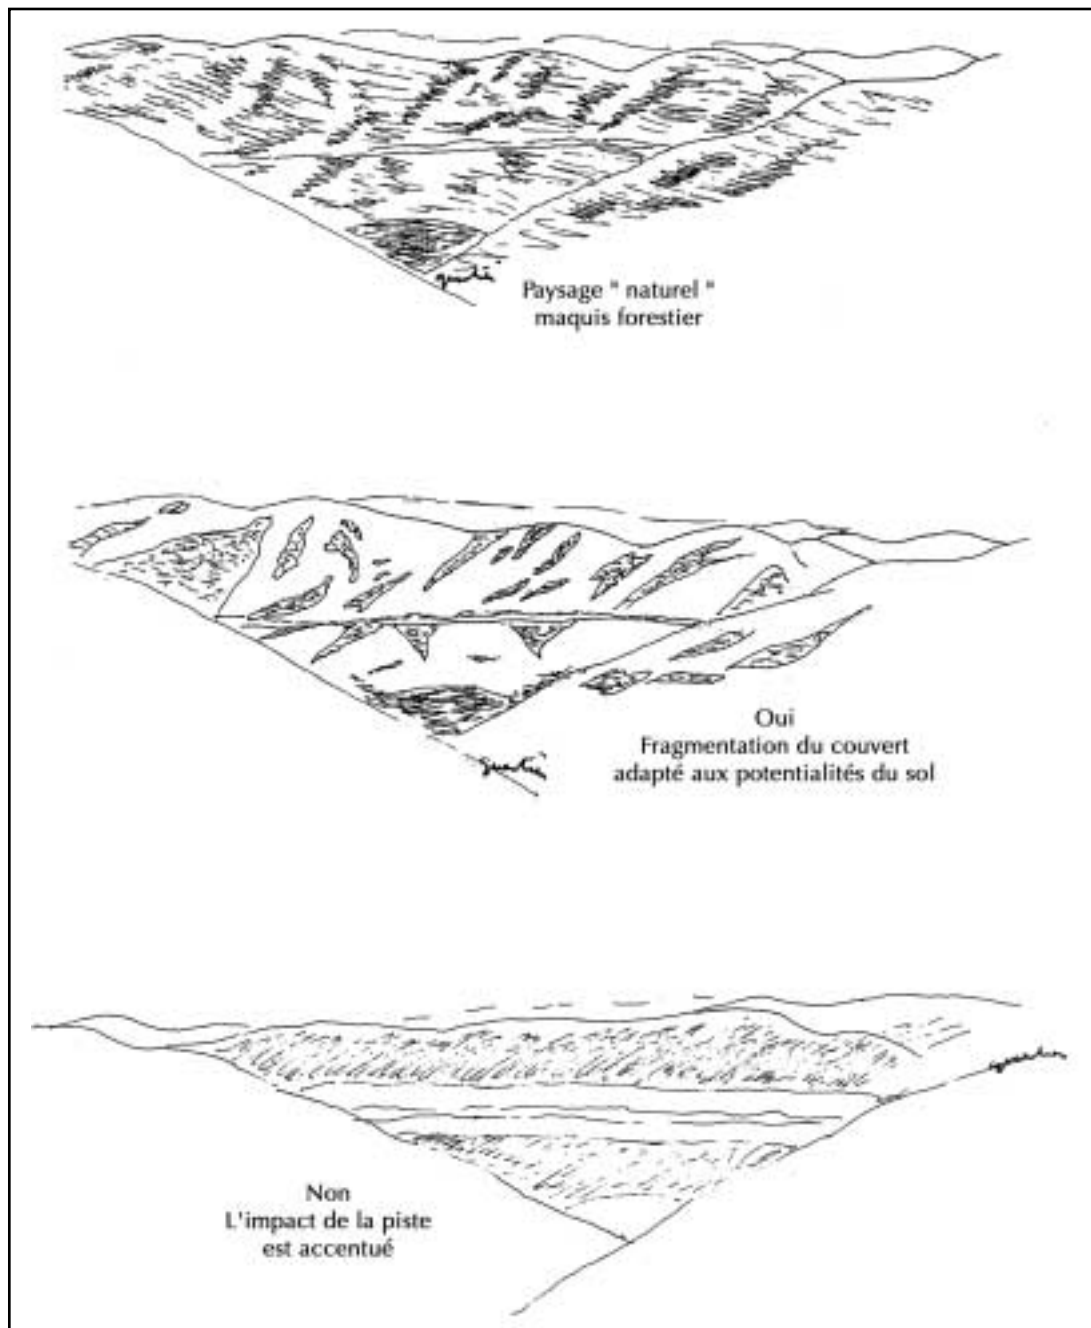 Paysage " naturel "
maquis forestier
Oui
Fragmentation du couvert
adapté aux potentialités du sol
Non
L'impact de la piste
est accentué